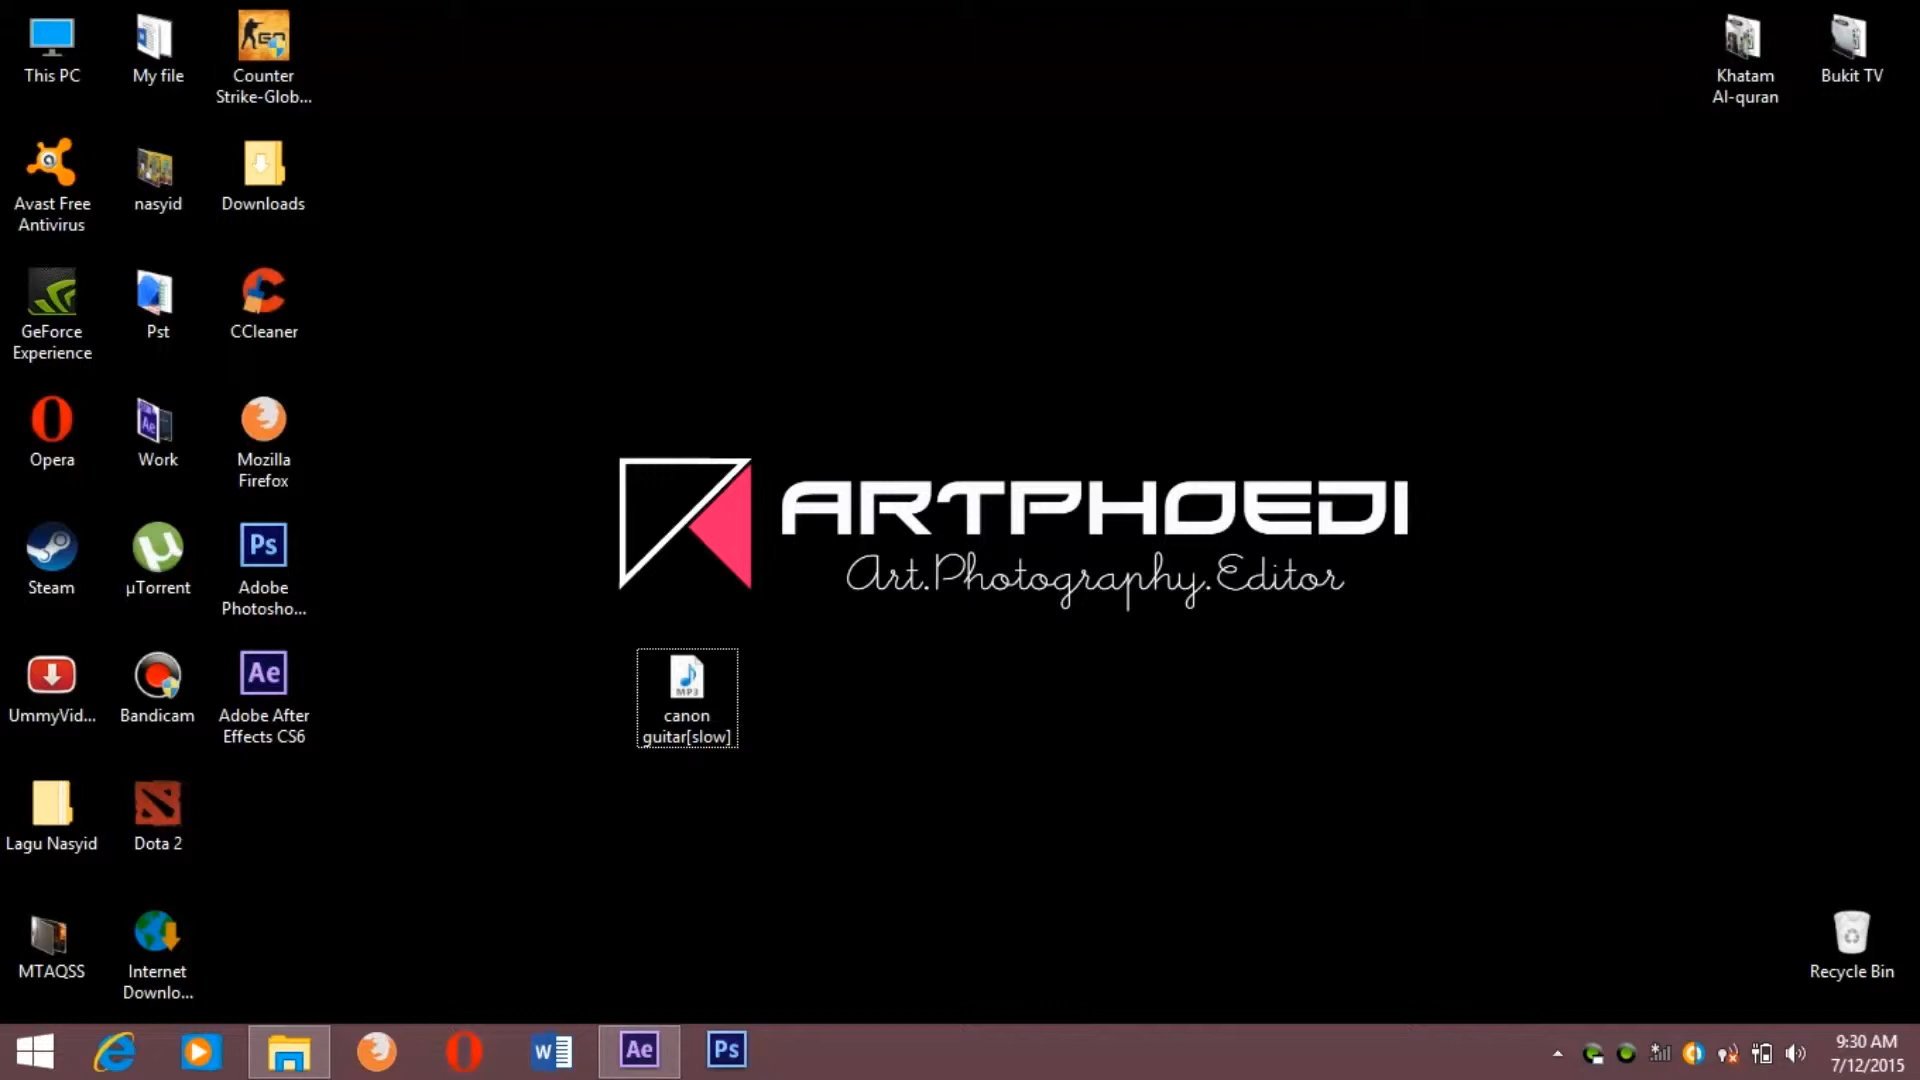 This PC
My file
Counter
Strike-Glob...
Khatam
Al-quran
Bukit TV
Avast Free
Antivirus
nasyid
Downloads
GeForce
Experience
Pst
CCleaner
Opera
Work
Mozilla
Firefox
ARTPHOEDI
Art.Photography.Editor
Steam
µTorrent
Ps
Adobe
Photosho...
UmmyVid...
Bandicam
Ae
Adobe After
Effects CS6
MP3
canon
guitar[slow]
Lagu Nasyid
Dota 2
MTAQSS
Internet
Downlo...
Recycle Bin
W
Ae
Ps
9:30 AM
7/12/2015